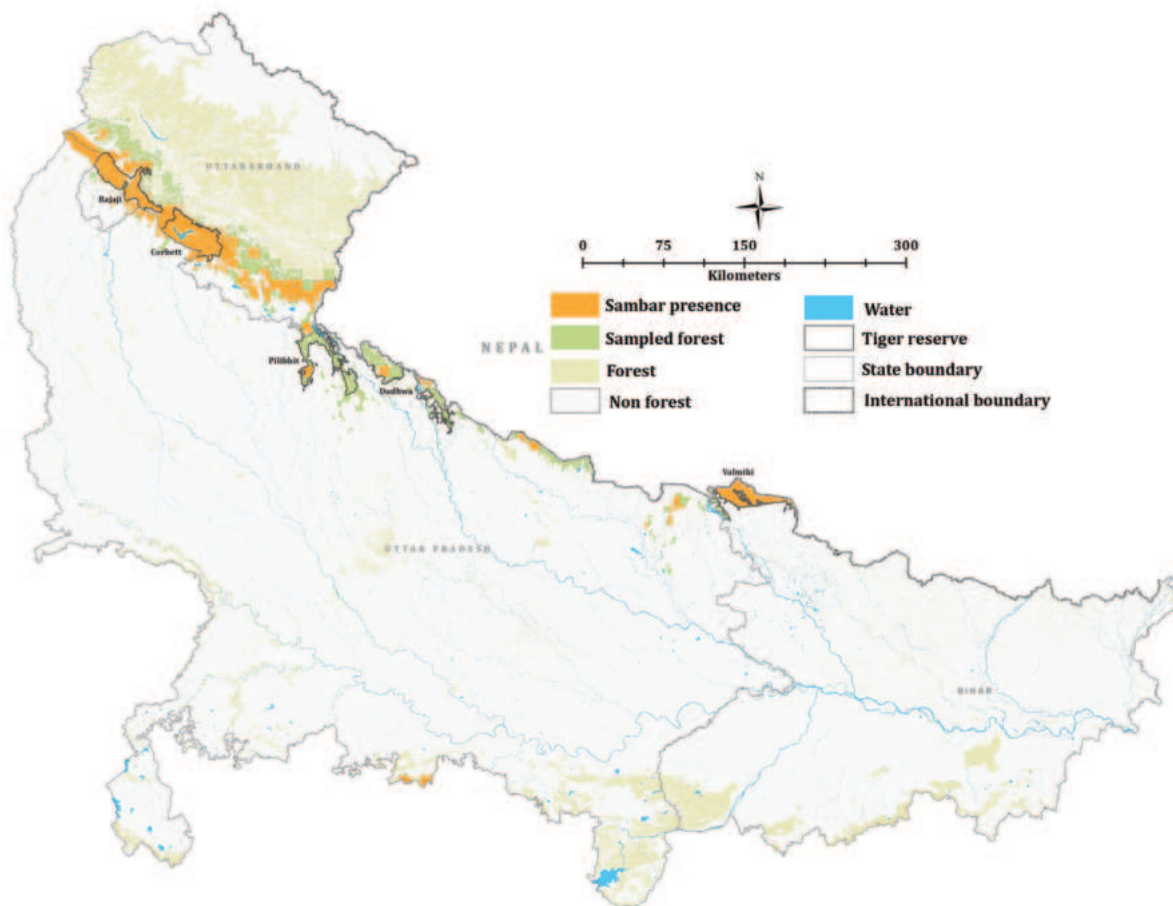 UTTARAKHAND
Rajaji
Corbett
N
0 75 150 300
Kilometers
Sambar presence
Sampled forest
Forest
Non forest
Water
Tiger reserve
State boundary
International boundary
NEPAL
Pilibhit
Dudhwa
Valmiki
UTTAR PRADESH
BIHAR